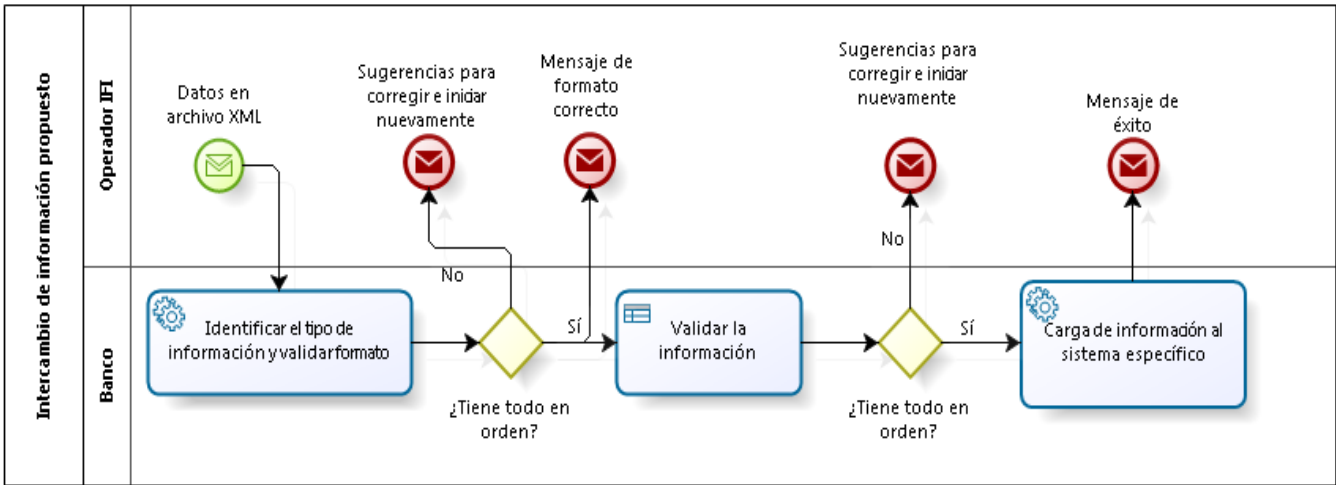 Intercambio de información propuesto
Operador IFI
Datos en
archivo XML
Sugerencias para
corregir e iniciar
nuevamente
Mensaje de
formato
correcto
Sugerencias para
corregir e iniciar
nuevamente
Mensaje de
éxito
No
No
Banco
Identificar el tipo de
información y validar formato
Sí
Validar la
información
Sí
Carga de información al
sistema específico
¿Tiene todo en
orden?
¿Tiene todo en
orden?